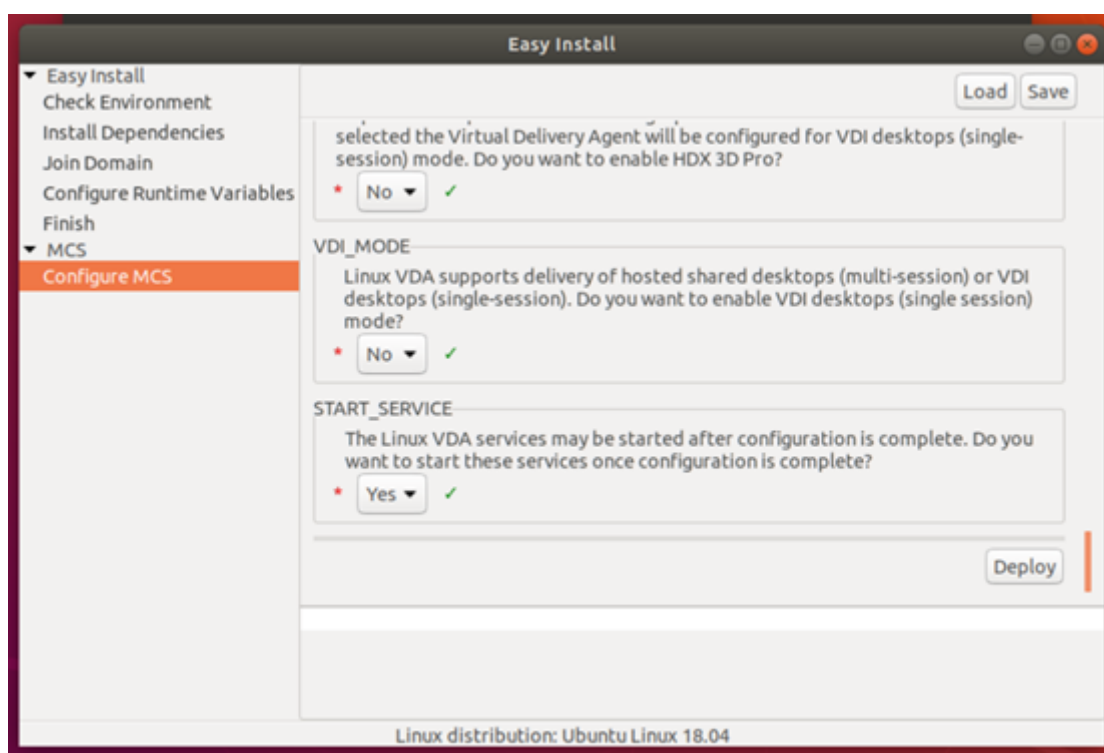 Easy Install
Easy Install
Check Environment
Install Dependencies
Join Domain
Configure Runtime Variables
Finish
MCS
Configure MCS
Load Save
selected the Virtual Delivery Agent will be configured for VDI desktops (single-
session) mode. Do you want to enable HDX 3D Pro?
* No ✓
VDI_MODE
Linux VDA supports delivery of hosted shared desktops (multi-session) or VDI
desktops (single-session). Do you want to enable VDI desktops (single session)
mode?
* No ✓
START_SERVICE
The Linux VDA services may be started after configuration is complete. Do you
want to start these services once configuration is complete?
* Yes ✓
Deploy
Linux distribution: Ubuntu Linux 18.04